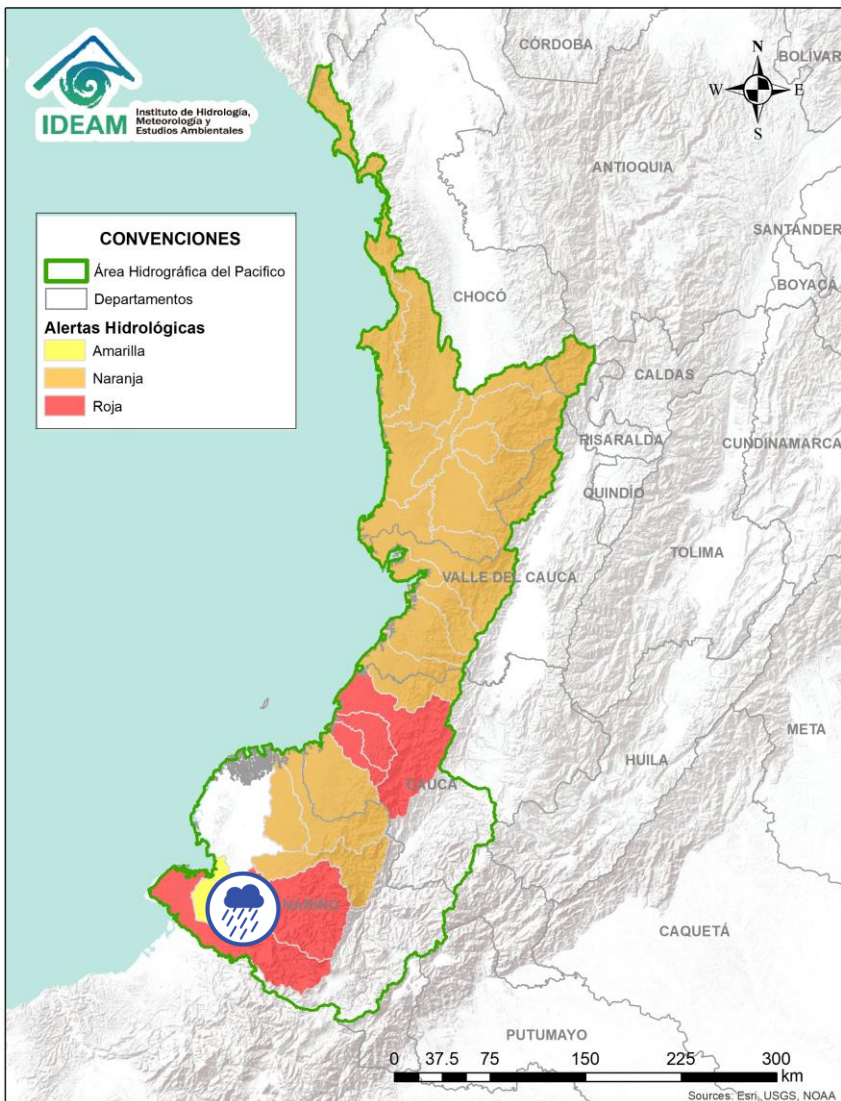 IDEAM
Instituto de Hidrología,
Meteorología y
Estudios Ambientales
CÓRDOBA
BOLÍVAR
N
W
E
S
ANTIOQUIA
SANTANDER
BOYACÁ
CONVENCIONES
Área Hidrográfica del Pacifico
Departamentos
Alertas Hidrológicas
Amarilla
Naranja
Roja
CHOCÓ
CALDAS
RISARALDA
CUNDINAMARCA
QUINDÍO
TOLIMA
VALLE DEL CAUCA
META
HUILA
CAUCA
NARIÑO
CAQUETÁ
PUTUMAYO
0 37.5 75 150 225 300
km
Sources: Esri, USGS, NOAA